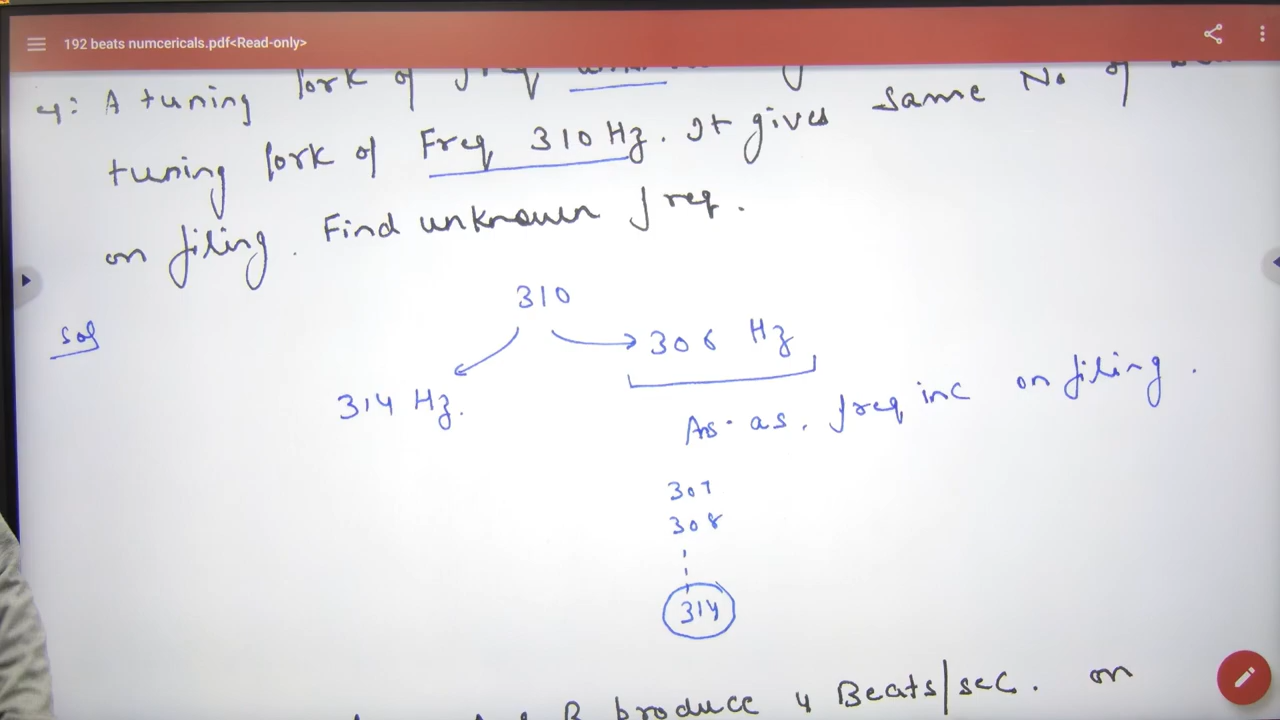 192 beats numcericals.pdf<Read-only>
4: A tuning fork of freq
tuning fork of Freq 310 Hz. It gives same No of
on filing. Find unknown freq.
Sol
310
306 Hz
314 Hz.
Ans. as. freq inc on filing.
307
308
314
B produce 4 Beats/sec. on